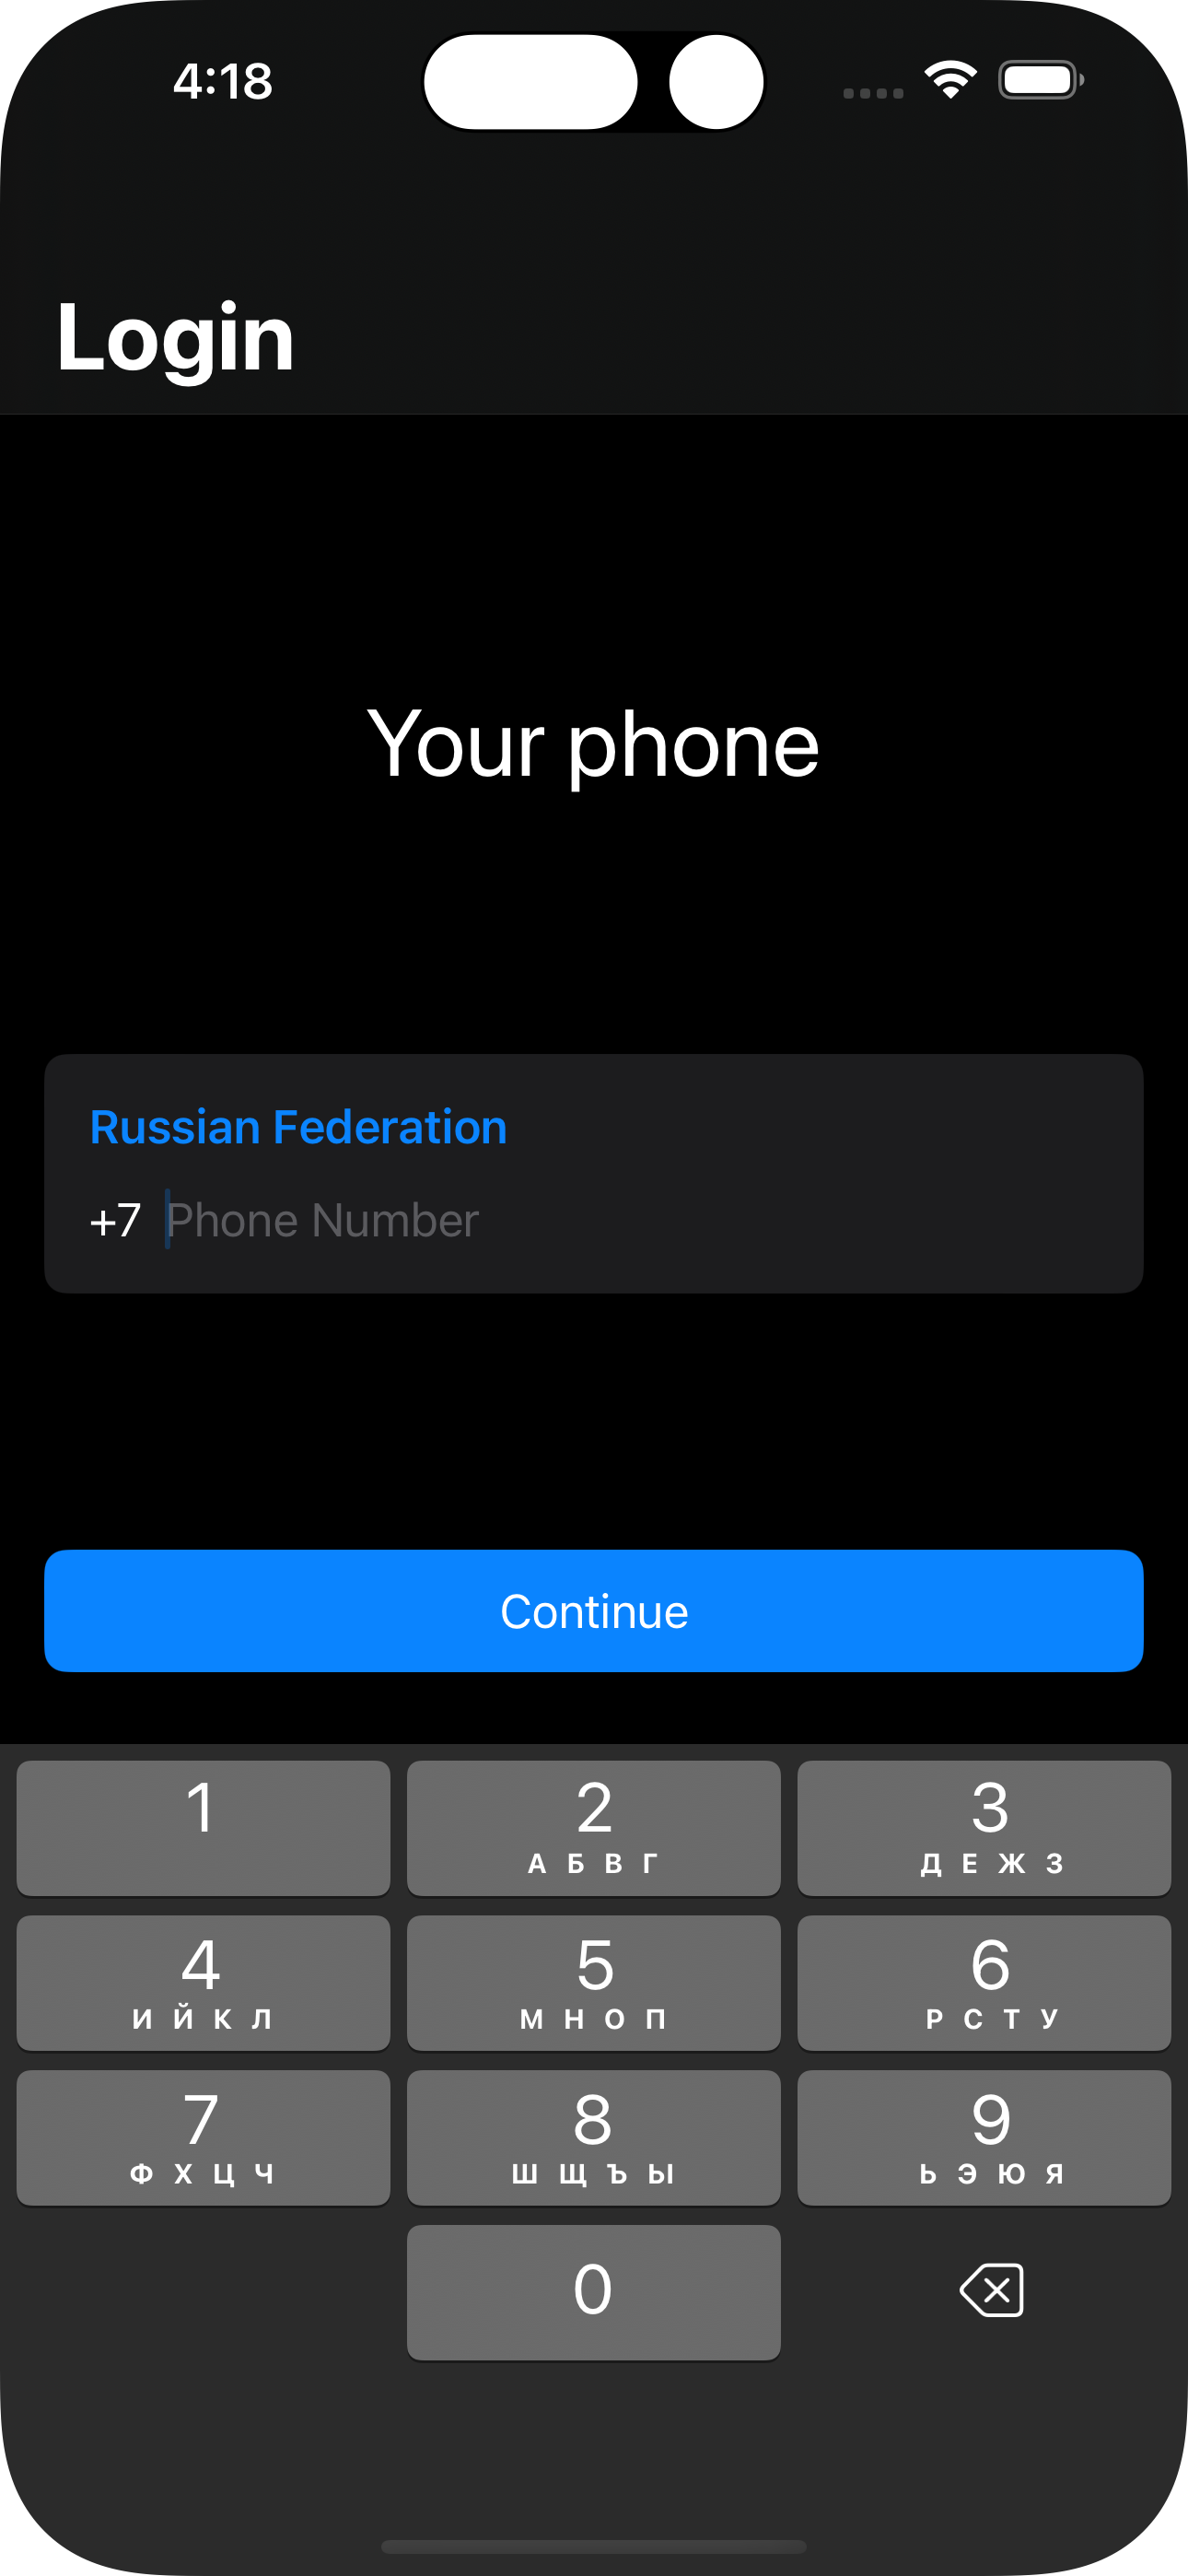 4:18
Login
Your phone
Russian Federation
+7 Phone Number
Continue
1 2 3
А Б В Г Д Е Ж З
4 5 6
И Й К Л М Н О П Р С Т У
7 8 9
Ф Х Ц Ч Ш Щ Ъ Ы Ь Э Ю Я
0